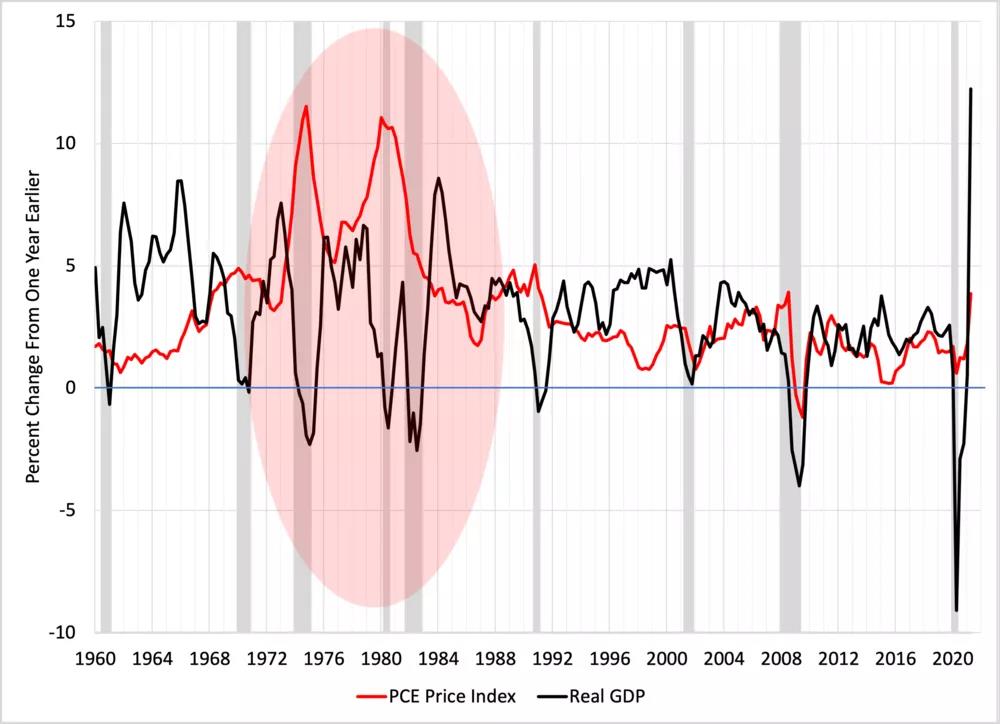 Percent Change From One Year Earlier
15
10
5
0
-5
-10
1960 1964 1968 1972 1976 1980 1984 1988 1992 1996 2000 2004 2008 2012 2016 2020
PCE Price Index Real GDP